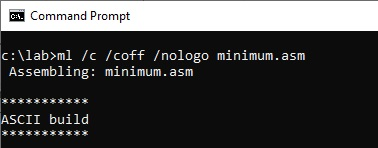 Command Prompt
c:\lab>ml /c /coff /nologo minimum.asm
 Assembling: minimum.asm
***********
ASCII build
***********